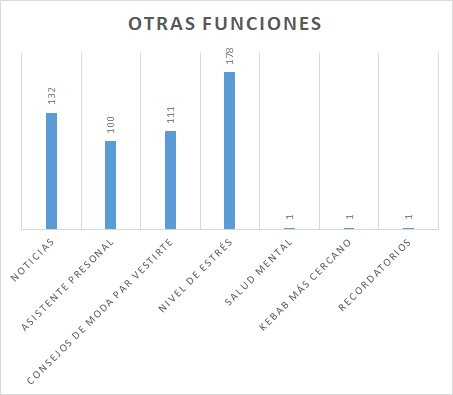 OTRAS FUNCIONES
132
100
111
178
1
1
1
NOTICIAS
ASISTENTE PRESONAL
CONSEJOS DE MODA PAR VESTIRTE
NIVEL DE ESTRÉS
SALUD MENTAL
KEBAB MÁS CERCANO
RECORDATORIOS